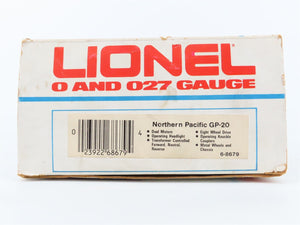 LIONEL
O AND O27 GAUGE
Northern Pacific GP-20
• Dual Motors
• Operating Headlight
• Transformer Controlled
Forward, Neutral,
Reverse
• Eight Wheel Drive
• Operating Knuckle
Couplers
• Metal Wheels and
Chassis
6-8679
0
23922 68679
4